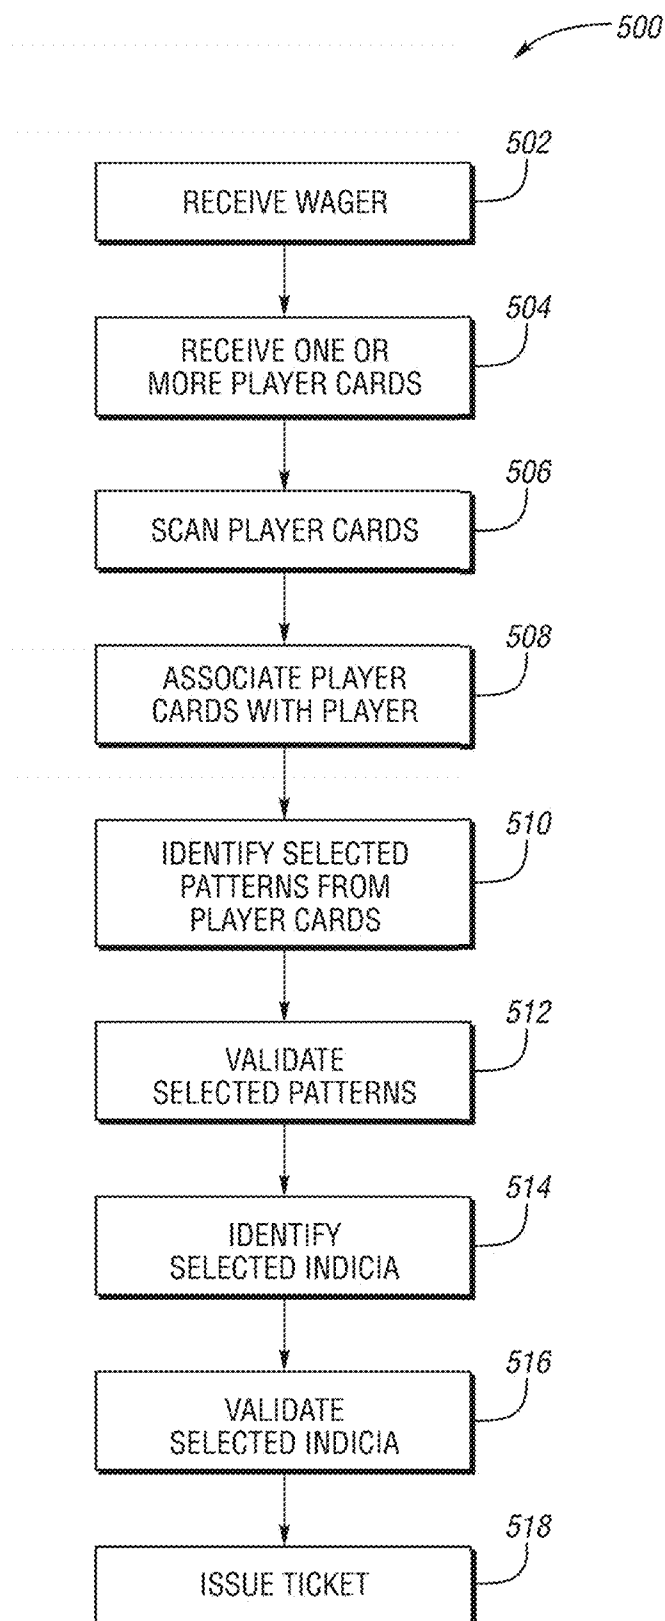 500
502
RECEIVE WAGER
504
RECEIVE ONE OR
MORE PLAYER CARDS
506
SCAN PLAYER CARDS
508
ASSOCIATE PLAYER
CARDS WITH PLAYER
510
IDENTIFY SELECTED
PATTERNS FROM
PLAYER CARDS
512
VALIDATE
SELECTED PATTERNS
514
IDENTIFY
SELECTED INDICIA
516
VALIDATE
SELECTED INDICIA
518
ISSUE TICKET